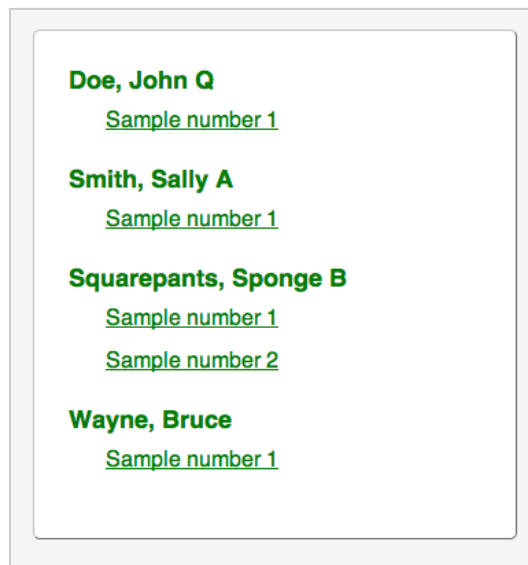 Doe, John Q
Sample number 1
Smith, Sally A
Sample number 1
Squarepants, Sponge B
Sample number 1
Sample number 2
Wayne, Bruce
Sample number 1